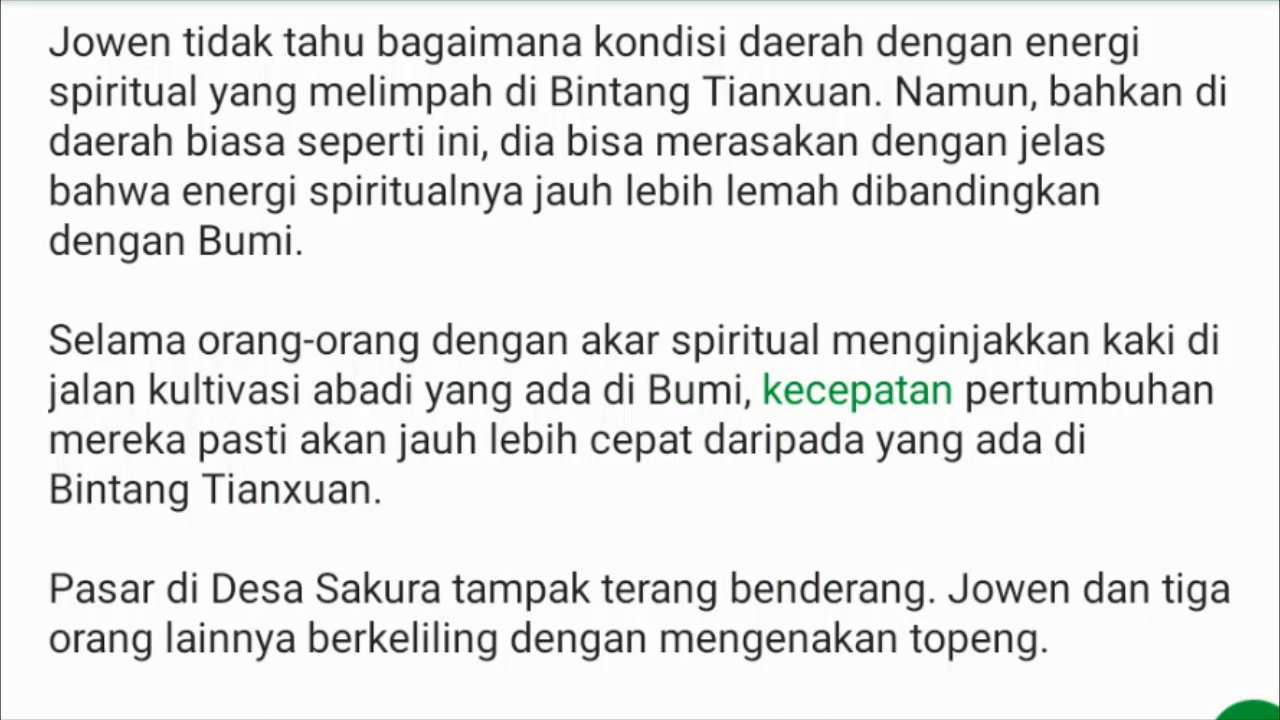 Jowen tidak tahu bagaimana kondisi daerah dengan energi
spiritual yang melimpah di Bintang Tianxuan. Namun, bahkan di
daerah biasa seperti ini, dia bisa merasakan dengan jelas
bahwa energi spiritualnya jauh lebih lemah dibandingkan
dengan Bumi.
Selama orang-orang dengan akar spiritual menginjakkan kaki di
jalan kultivasi abadi yang ada di Bumi, kecepatan pertumbuhan
mereka pasti akan jauh lebih cepat daripada yang ada di
Bintang Tianxuan.
Pasar di Desa Sakura tampak terang benderang. Jowen dan tiga
orang lainnya berkeliling dengan mengenakan topeng.